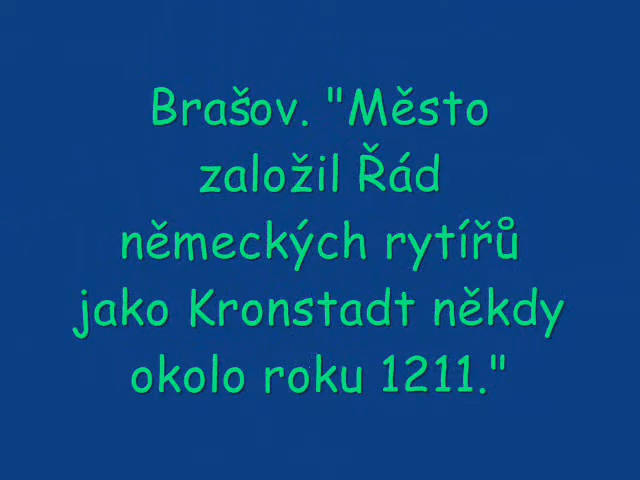 Brašov. "Město
založil Řád
německých rytířů
jako Kronstadt někdy
okolo roku 1211."